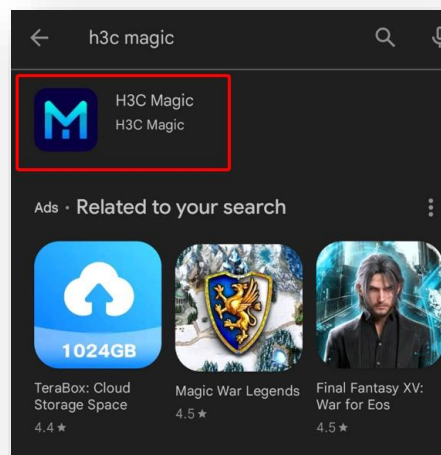 h3c magic
H3C Magic
H3C Magic
Ads · Related to your search
1024GB
TeraBox: Cloud
Storage Space
4.4 ★
Magic War Legends
4.5 ★
Final Fantasy XV:
War for Eos
4.5 ★